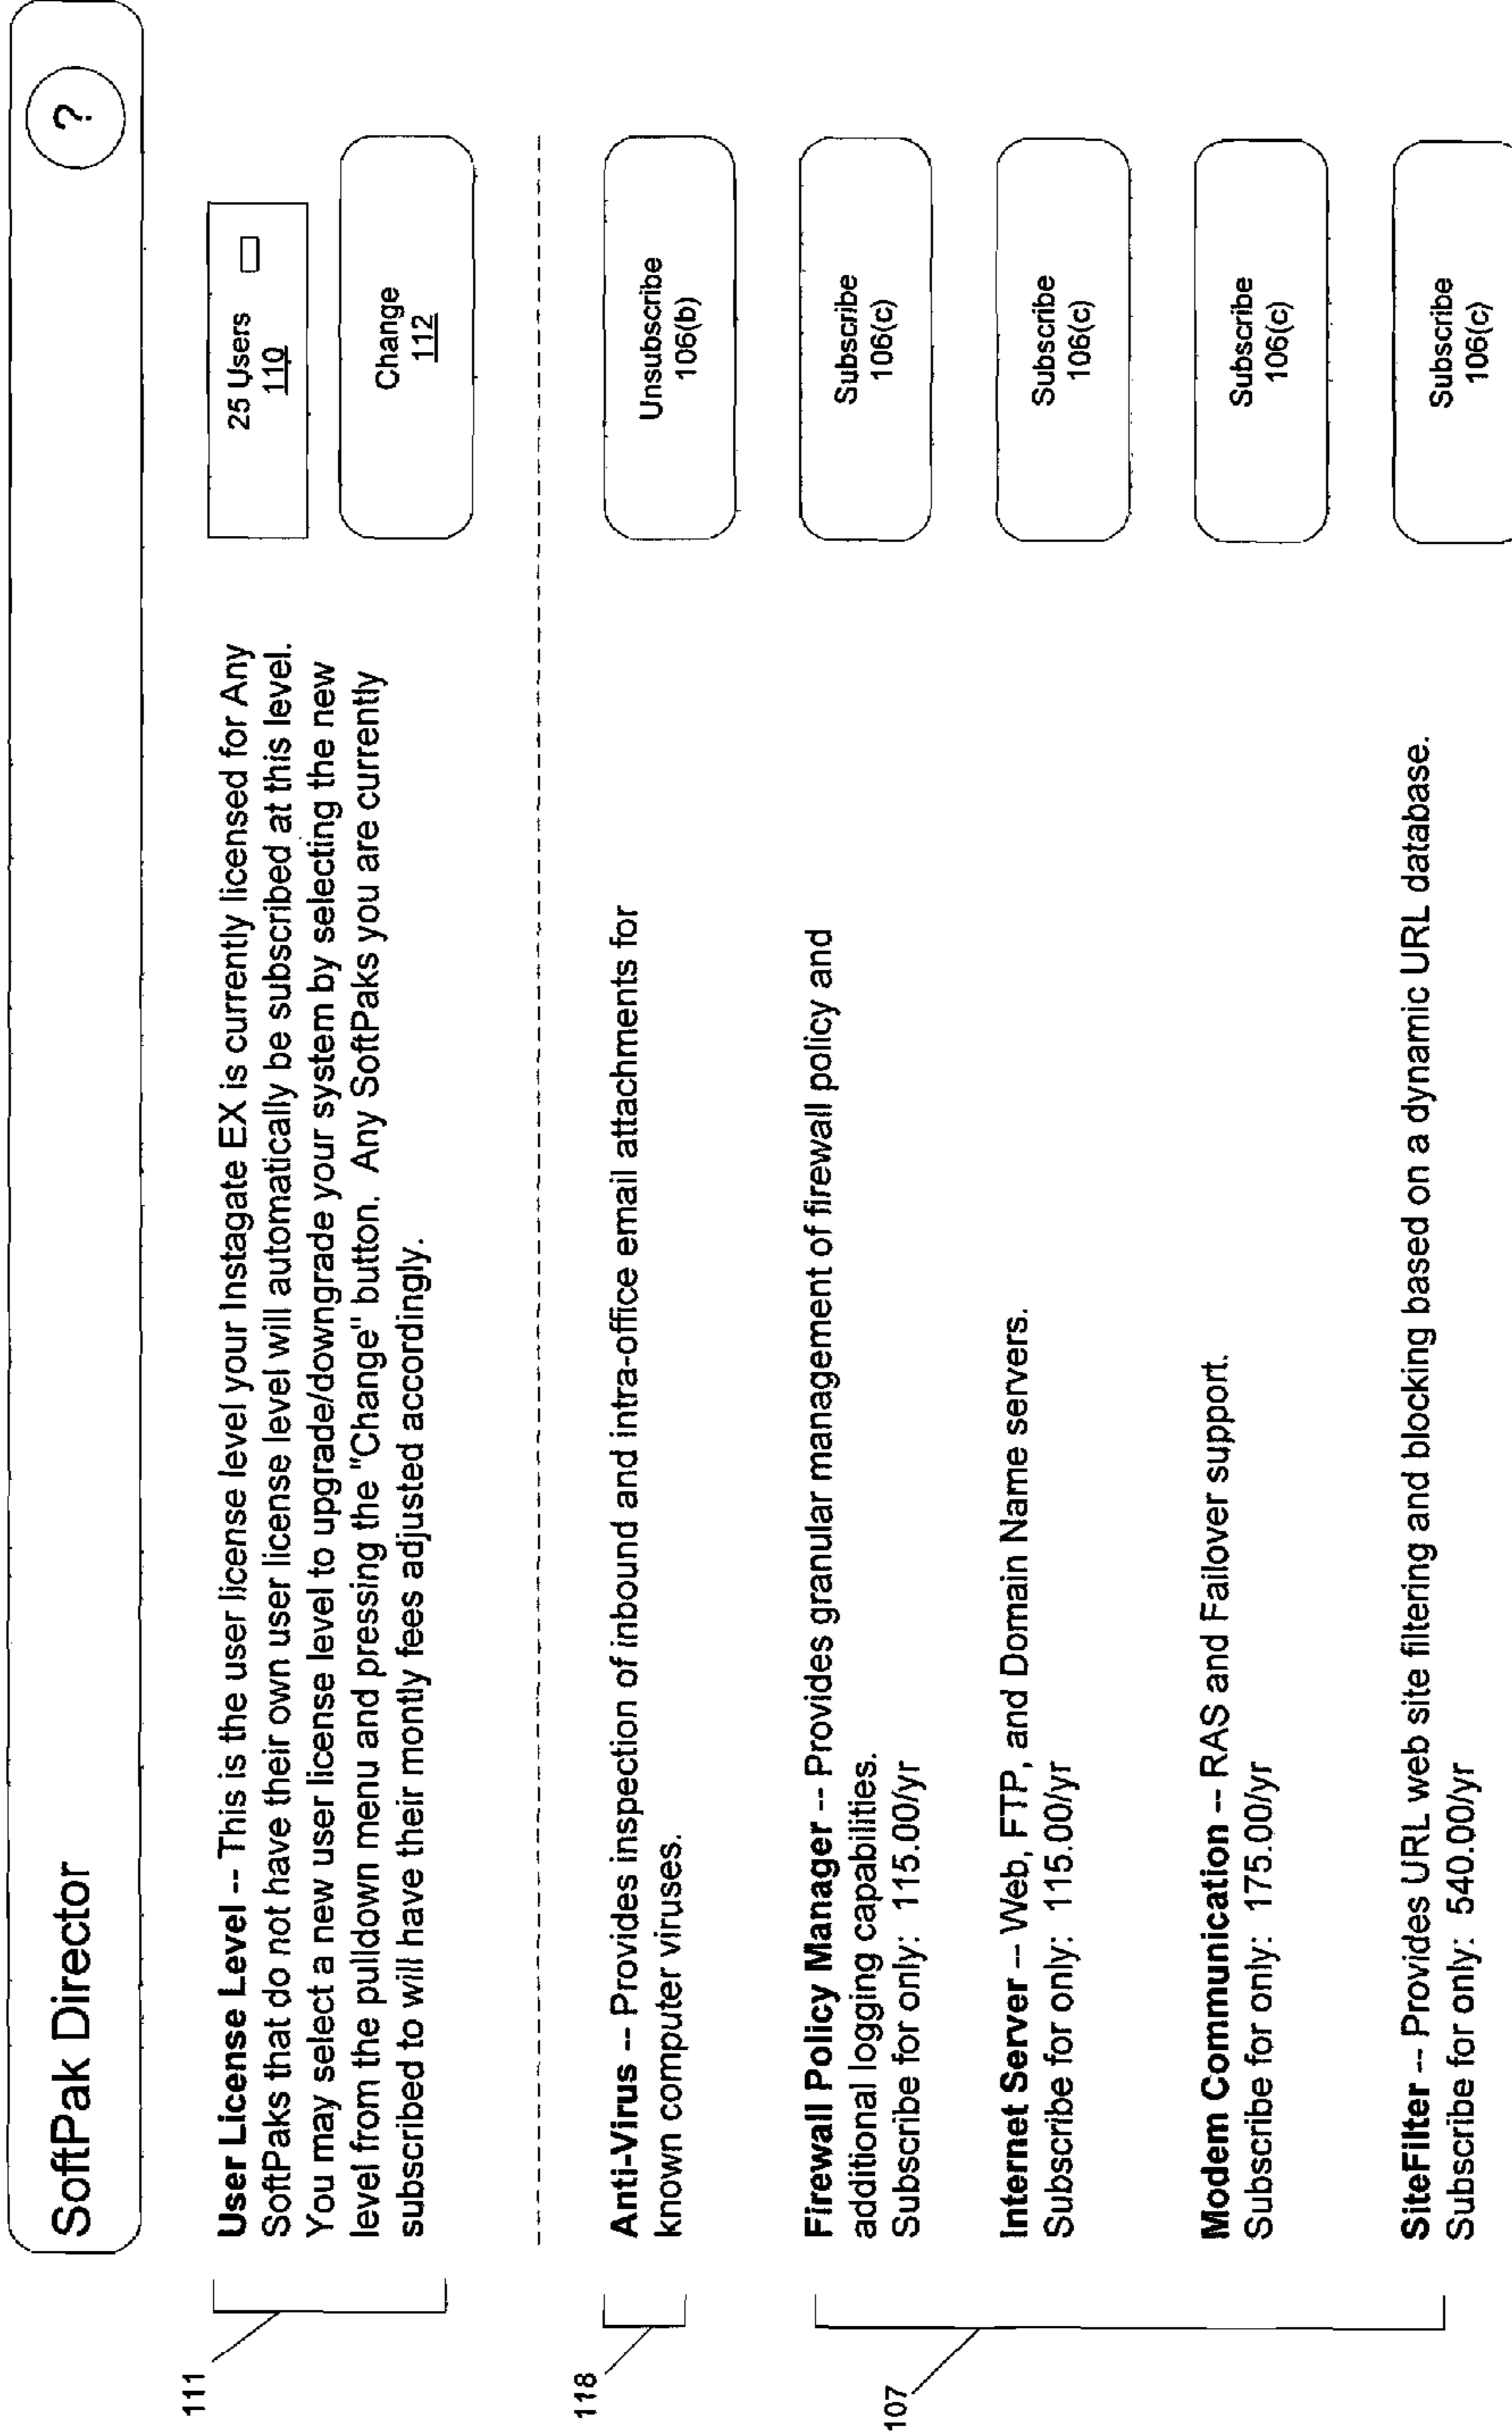 SoftPak Director
?
111
User License Level -- This is the user license level your Instagate EX is currently licensed for Any
SoftPaks that do not have their own user license level will automatically be subscribed at this level.
You may select a new user license level to upgrade/downgrade your system by selecting the new
level from the pulldown menu and pressing the "Change" button. Any SoftPaks you are currently
subscribed to will have their montly fees adjusted accordingly.
25 Users
110
Change
112
118
Anti-Virus -- Provides inspection of inbound and intra-office email attachments for
known computer viruses.
Unsubscribe
106(b)
107
Firewall Policy Manager -- Provides granular management of firewall policy and
additional logging capabilities.
Subscribe for only: 115.00/yr
Subscribe
106(c)
Internet Server -- Web, FTP, and Domain Name servers.
Subscribe for only: 115.00/yr
Subscribe
106(c)
Modem Communication -- RAS and Failover support.
Subscribe for only: 175.00/yr
Subscribe
106(c)
SiteFilter -- Provides URL web site filtering and blocking based on a dynamic URL database.
Subscribe for only: 540.00/yr
Subscribe
106(c)